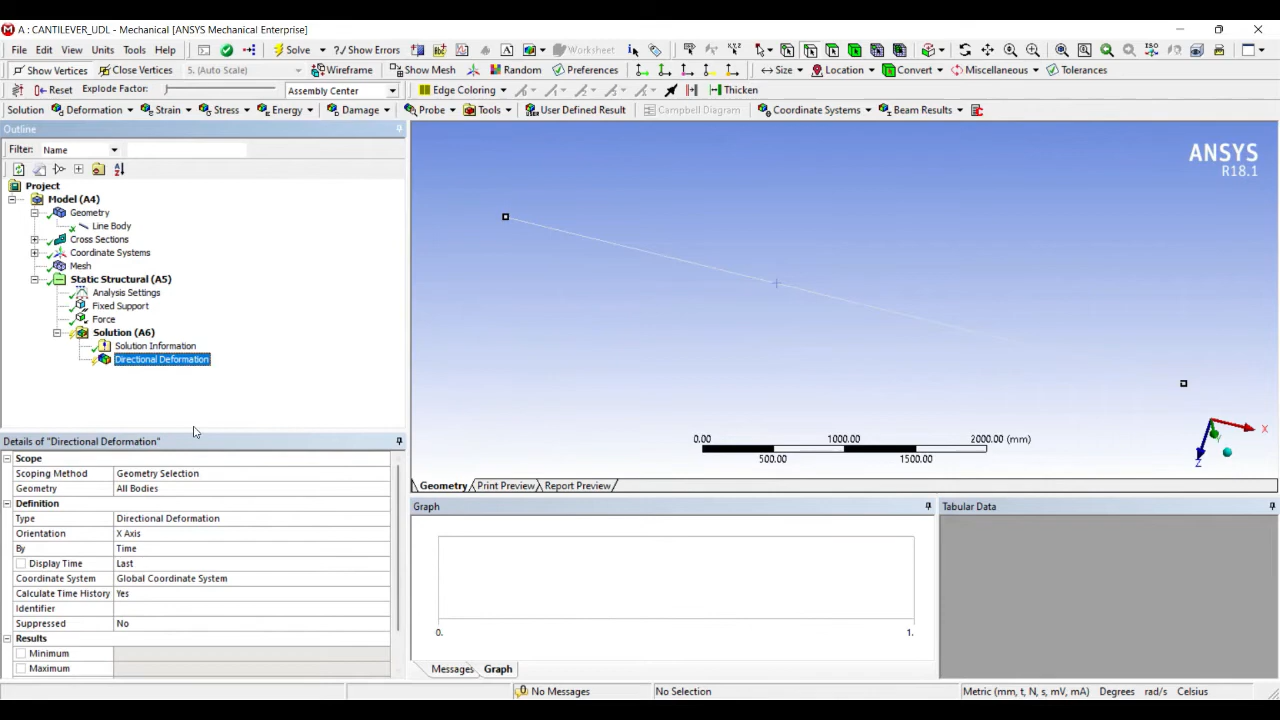 A : CANTILEVER_UDL - Mechanical [ANSYS Mechanical Enterprise]
File Edit View Units Tools Help Solve ?/ Show Errors Worksheet
Show Vertices Close Vertices 5. (Auto Scale) Wireframe Show Mesh Random Preferences Size Location Convert Miscellaneous Tolerances
Reset Explode Factor: Assembly Center Edge Coloring Thicken
Solution Deformation Strain Stress Energy Damage Probe Tools User Defined Result Campbell Diagram Coordinate Systems Beam Results
Outline
Filter: Name
Project
Model (A4)
Geometry
Line Body
Cross Sections
Coordinate Systems
Mesh
Static Structural (A5)
Analysis Settings
Fixed Support
Force
Solution (A6)
Solution Information
Directional Deformation
Details of "Directional Deformation"
Scope
Scoping Method Geometry Selection
Geometry All Bodies
Definition
Type Directional Deformation
Orientation X Axis
By Time
Display Time Last
Coordinate System Global Coordinate System
Calculate Time History Yes
Identifier
Suppressed No
Results
Minimum
Maximum
ANSYS
R18.1
0.00 1000.00 2000.00 (mm)
500.00 1500.00
X
Z
Geometry Print Preview Report Preview
Graph
0. 1.
Messages Graph
Tabular Data
No Messages No Selection Metric (mm, t, N, s, mV, mA) Degrees rad/s Celsius